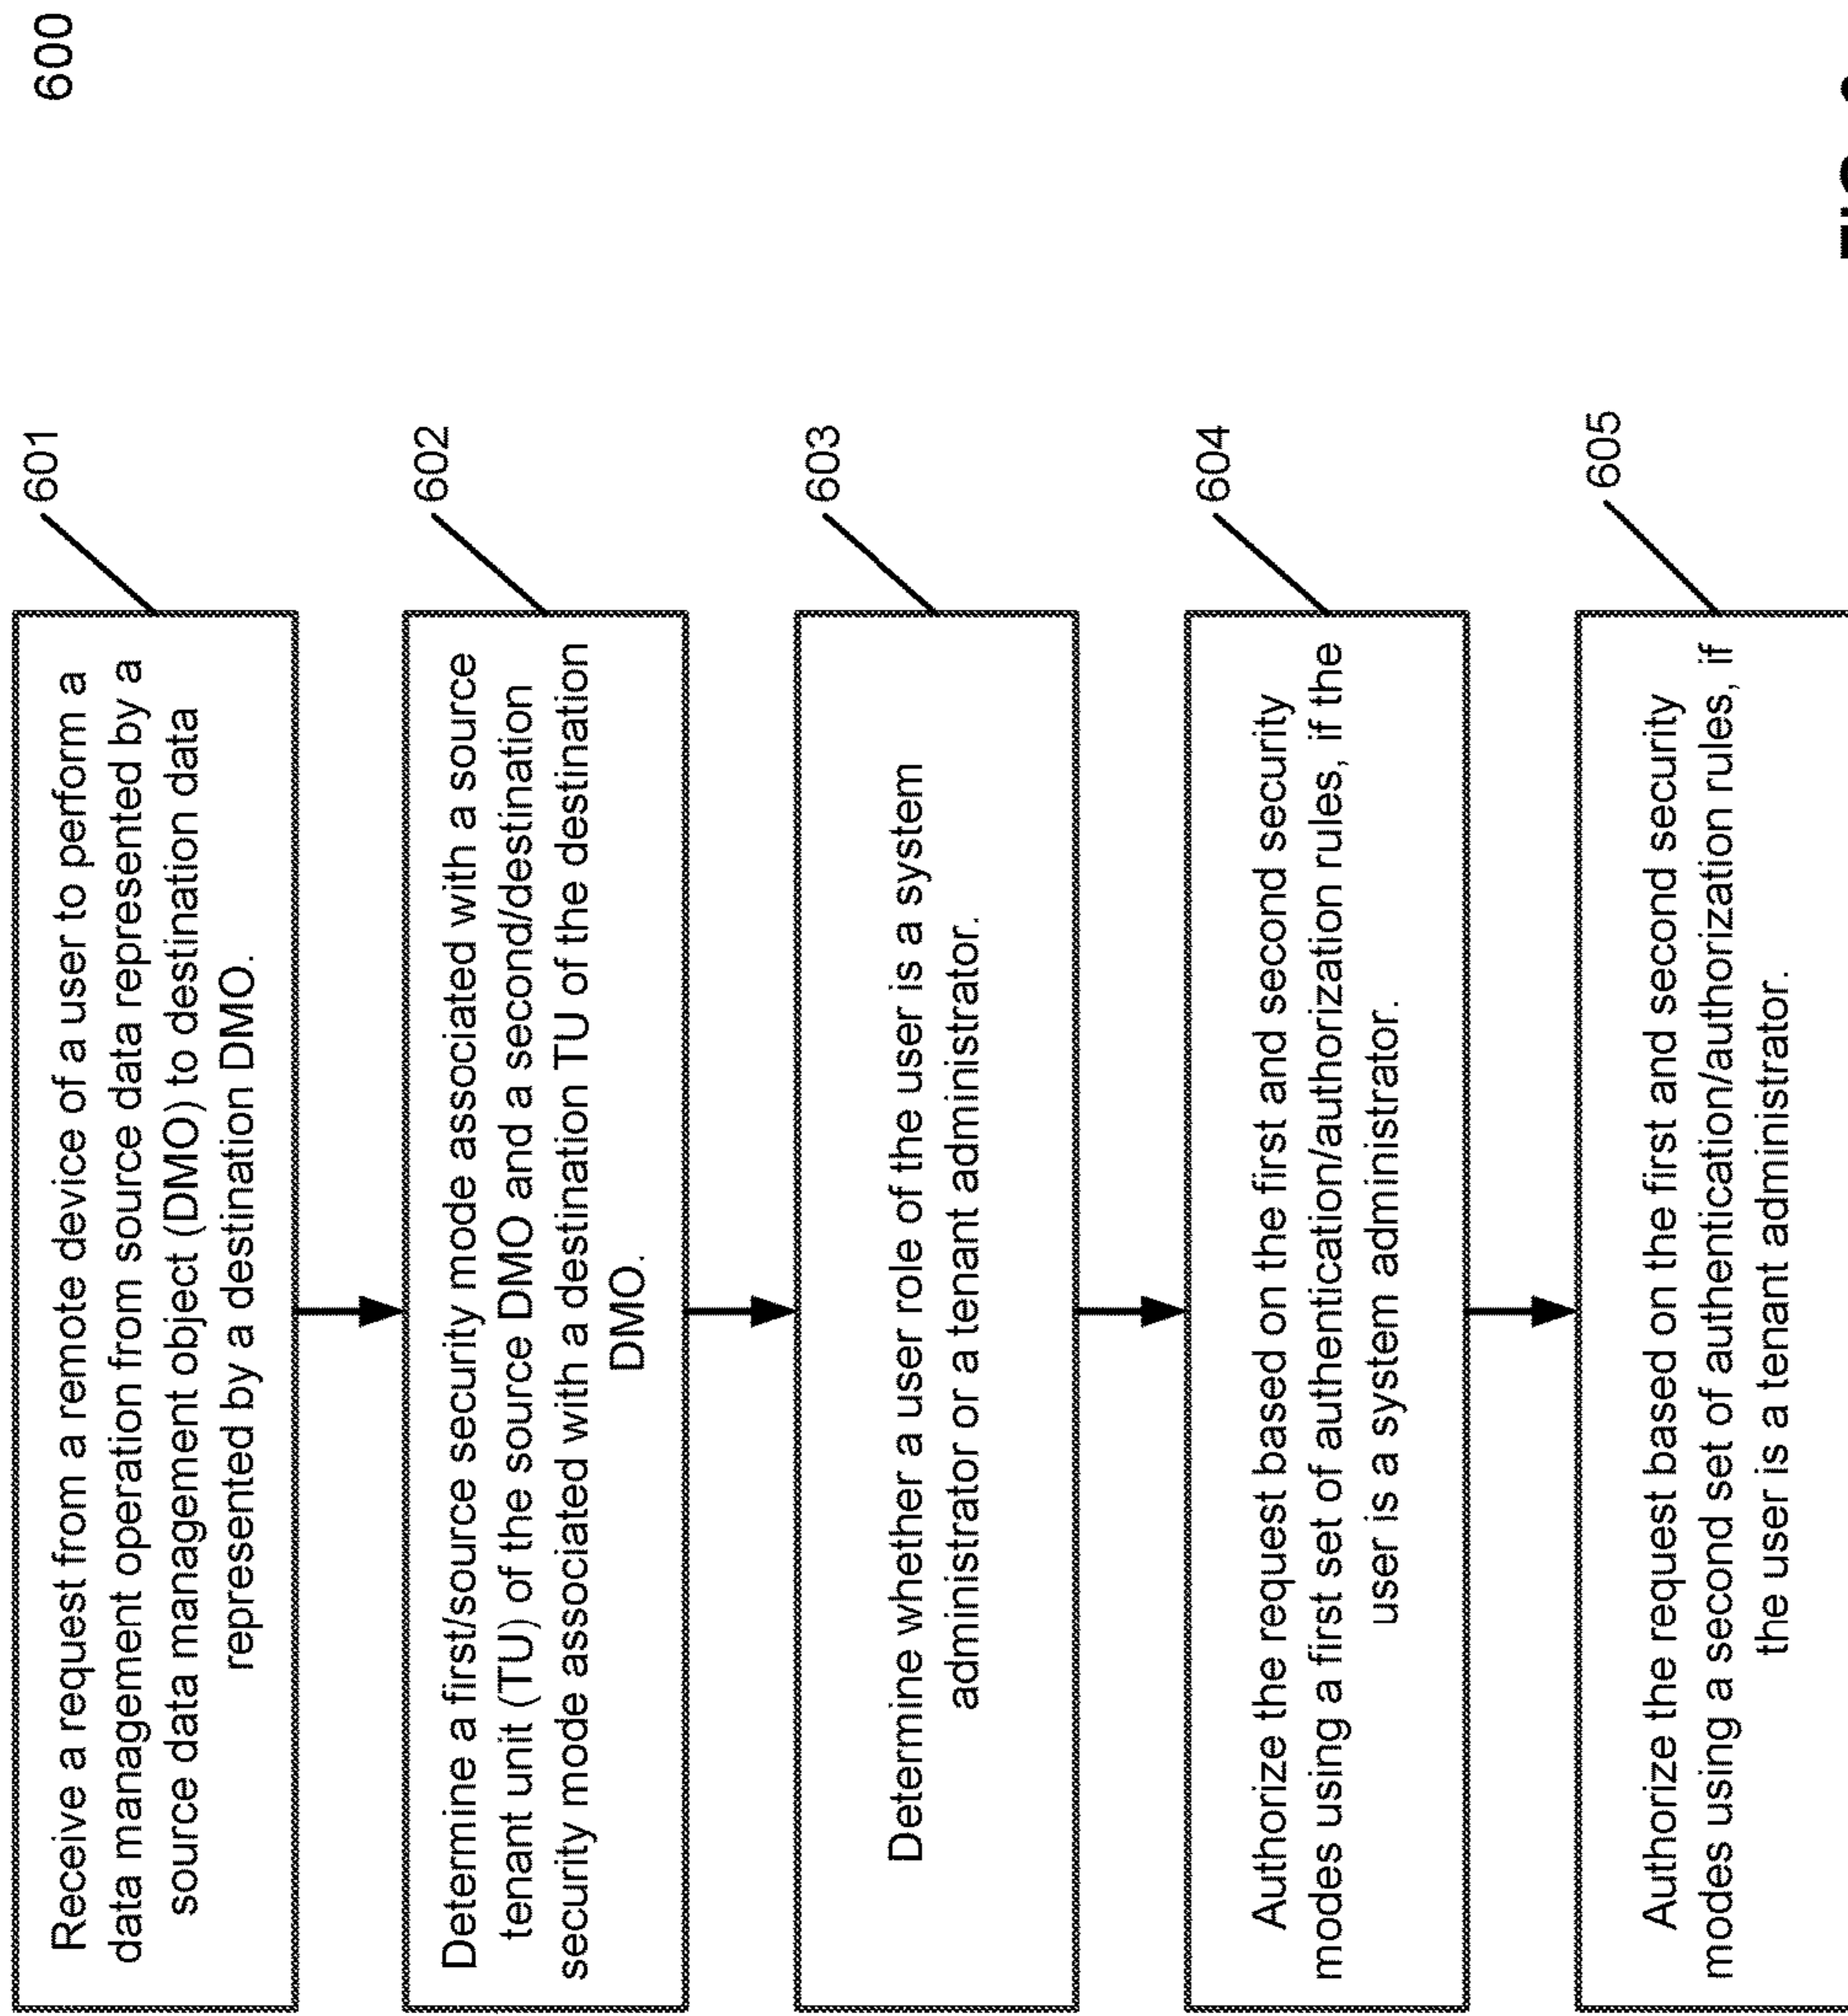 600
601
Receive a request from a remote device of a user to perform a
data management operation from source data represented by a
source data management object (DMO) to destination data
represented by a destination DMO.
602
Determine a first/source security mode associated with a source
tenant unit (TU) of the source DMO and a second/destination
security mode associated with a destination TU of the destination
DMO.
603
Determine whether a user role of the user is a system
administrator or a tenant administrator.
604
Authorize the request based on the first and second security
modes using a first set of authentication/authorization rules, if the
user is a system administrator.
605
Authorize the request based on the first and second security
modes using a second set of authentication/authorization rules, if
the user is a tenant administrator.